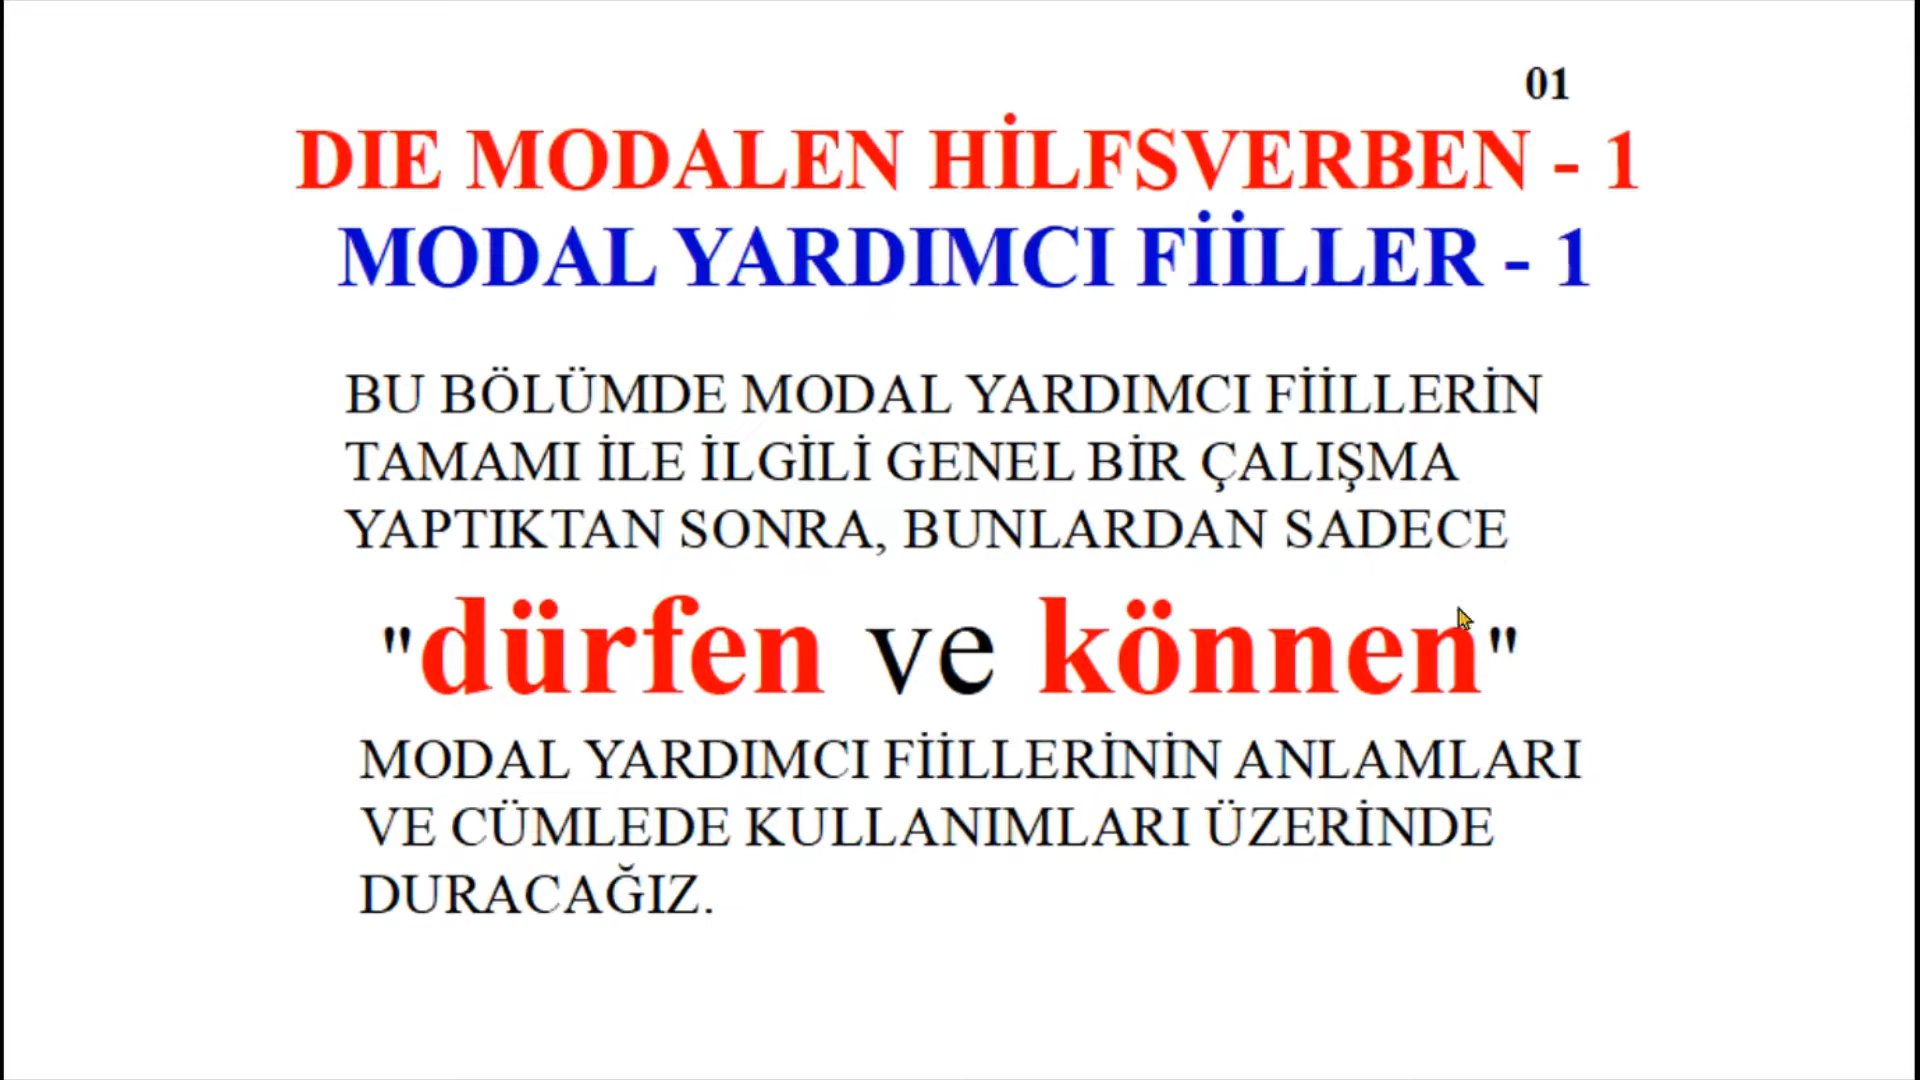 01
DIE MODALEN HİLFSVERBEN - 1
MODAL YARDIMCI FİİLLER - 1
BU BÖLÜMDE MODAL YARDIMCI FİİLLERİN
TAMAMI İLE İLGİLİ GENEL BİR ÇALIŞMA
YAPTIKTAN SONRA, BUNLARDAN SADECE
"dürfen ve können"
MODAL YARDIMCI FİİLLERİNİN ANLAMLARI
VE CÜMLEDE KULLANIMLARI ÜZERİNDE
DURACAĞIZ.